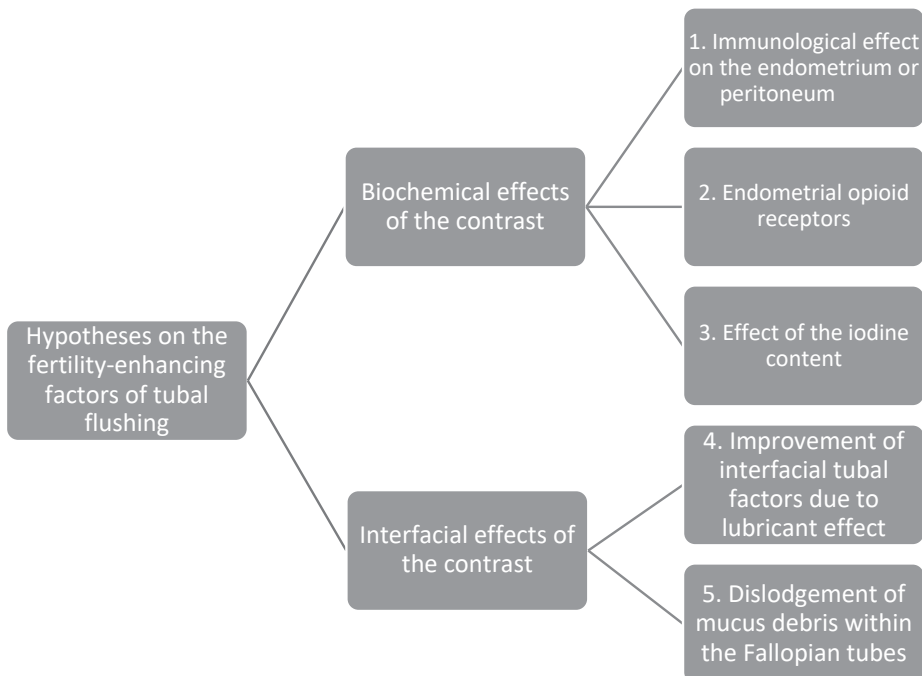 Hypotheses on the
fertility-enhancing
factors of tubal
flushing
Biochemical effects
of the contrast
1. Immunological effect
on the endometrium or
peritoneum
2. Endometrial opioid
receptors
3. Effect of the iodine
content
Interfacial effects of
the contrast
4. Improvement of
interfacial tubal
factors due to
lubricant effect
5. Dislodgement of
mucus debris within
the Fallopian tubes